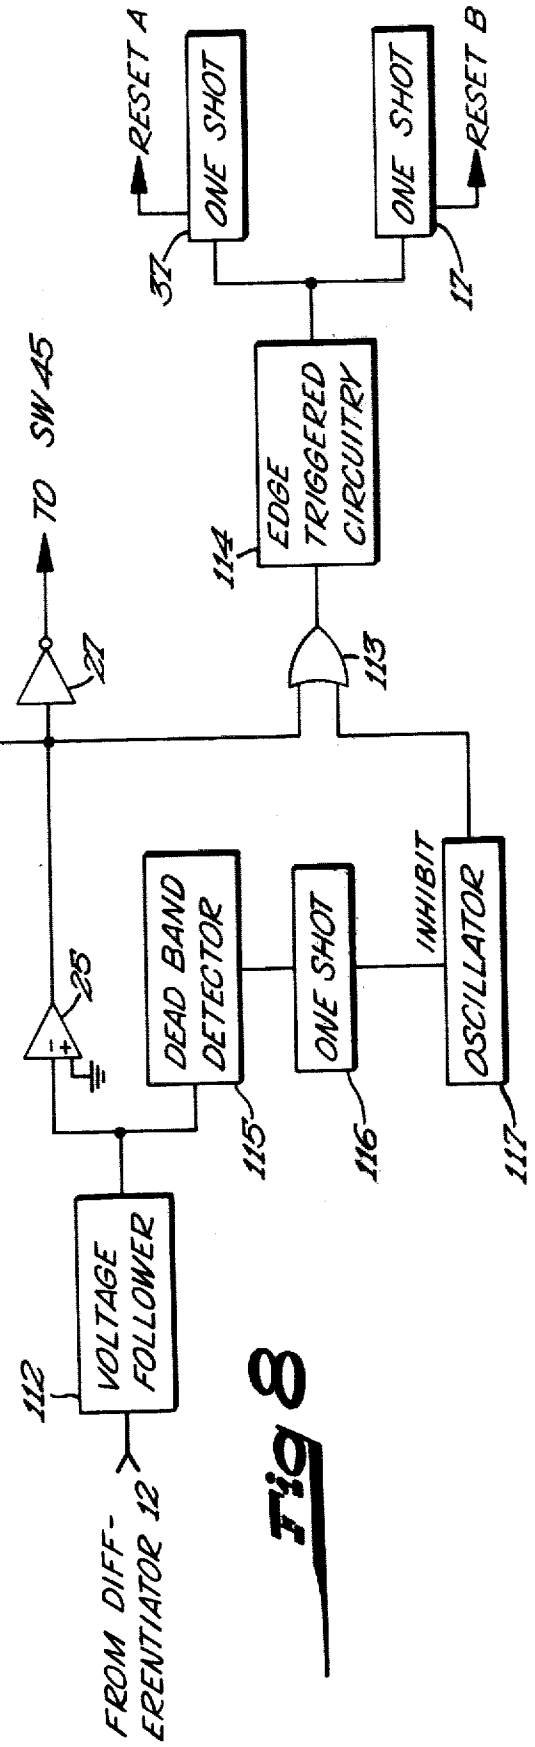 FROM DIFF-
ERENTIATOR 12
112
VOLTAGE
FOLLOWER
25
-
+
115
DEAD BAND
DETECTOR
116
ONE SHOT
117
INHIBIT
OSCILLATOR
27
TO SW 45
113
114
EDGE
TRIGGERED
CIRCUITRY
37
ONE SHOT
RESET A
17
ONE SHOT
RESET B
Fig 8